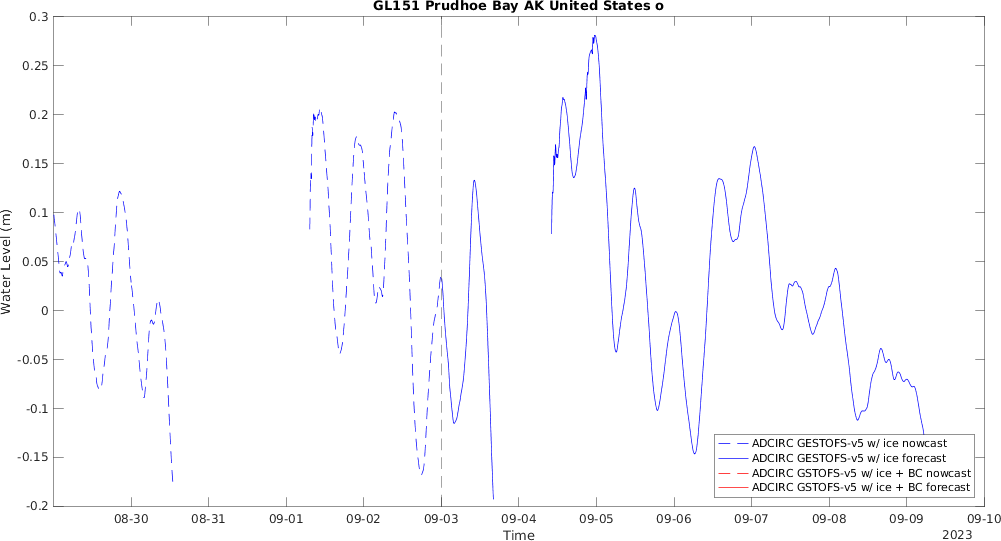 GL151 Prudhoe Bay AK United States o
0.3
0.25
0.2
0.15
0.1
0.05
0
-0.05
-0.1
-0.15
-0.2
Water Level (m)
ADCIRC GESTOFS-v5 w/ ice nowcast
ADCIRC GESTOFS-v5 w/ ice forecast
ADCIRC GSTOFS-v5 w/ ice + BC nowcast
ADCIRC GSTOFS-v5 w/ ice + BC forecast
08-30 08-31 09-01 09-02 09-03 09-04 09-05 09-06 09-07 09-08 09-09 09-10
Time
2023